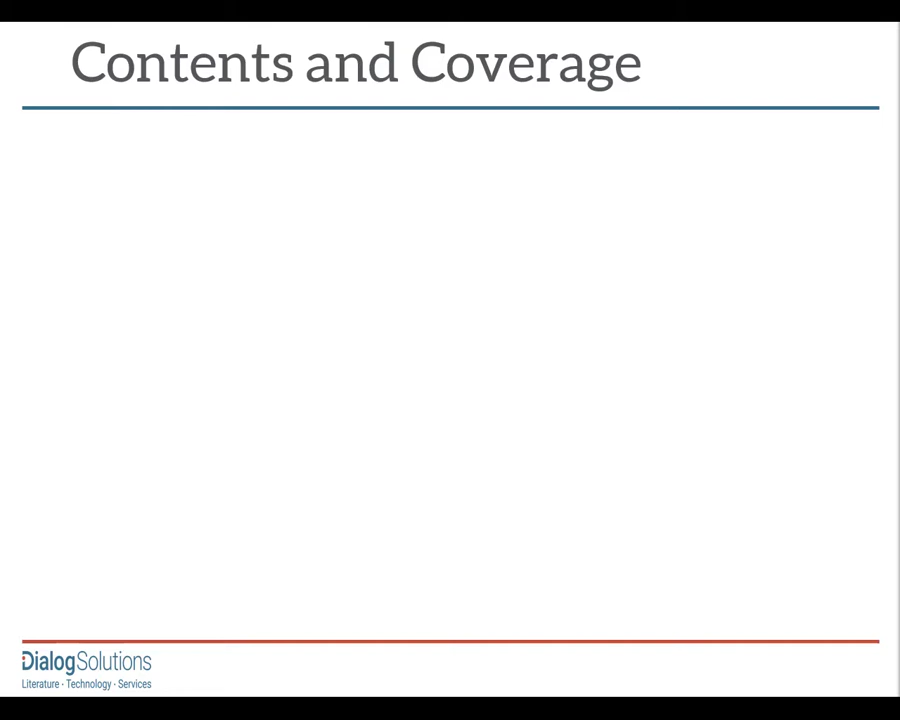 Contents and Coverage
DialogSolutions
Literature · Technology · Services